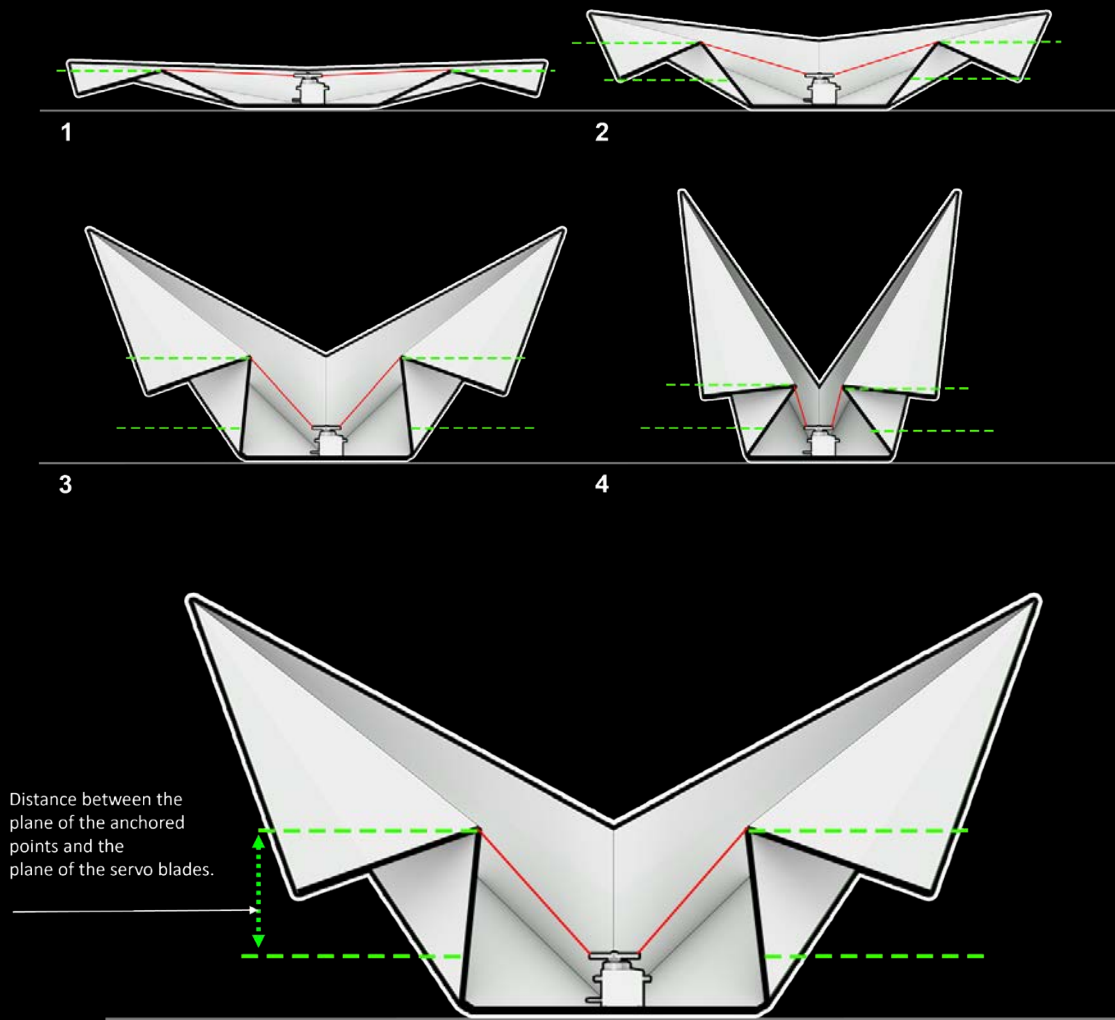 1
2
3
4
Distance between the
plane of the anchored
points and the
plane of the servo blades.